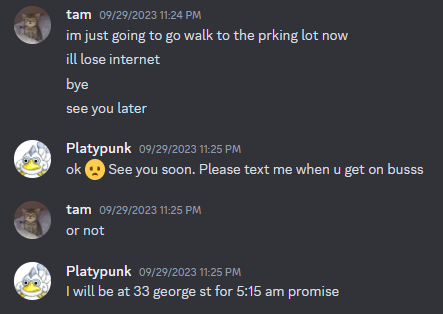 tam 09/29/2023 11:24 PM
im just going to go walk to the prking lot now
ill lose internet
bye
see you later
Platypunk 09/29/2023 11:25 PM
ok 😦 See you soon. Please text me when u get on busss
tam 09/29/2023 11:25 PM
or not
Platypunk 09/29/2023 11:25 PM
I will be at 33 george st for 5:15 am promise